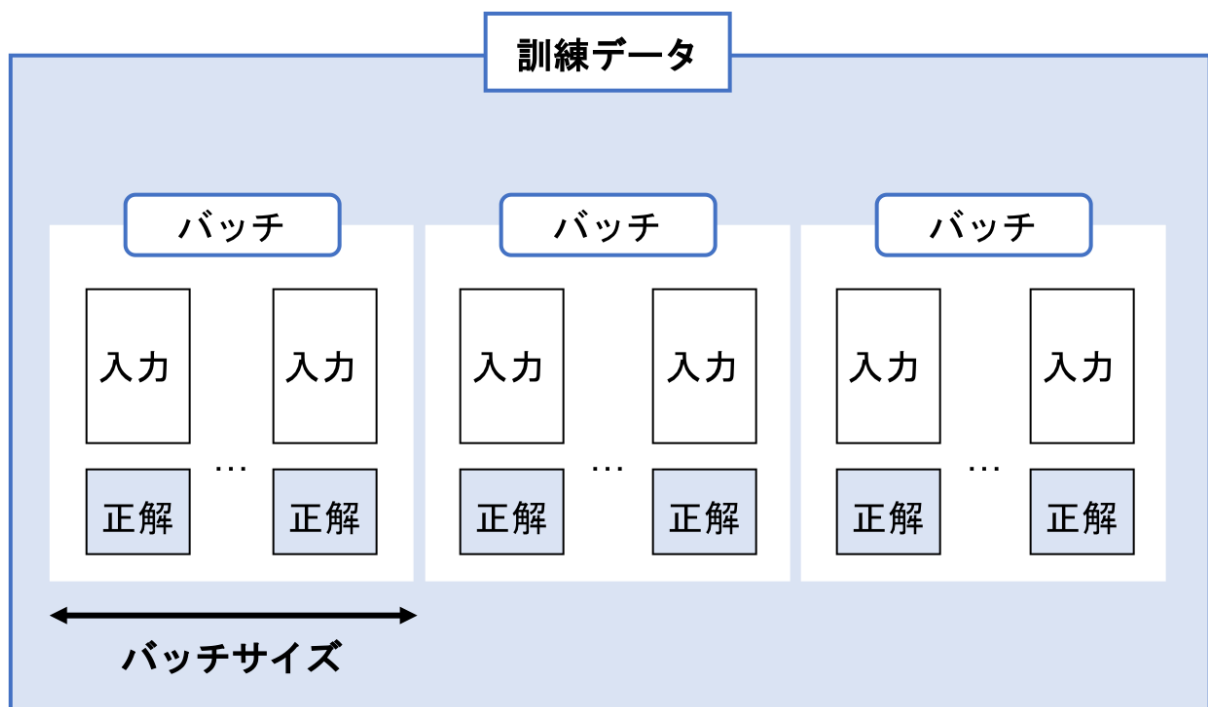 訓練データ
バッチ バッチ バッチ
入力 入力 入力 入力 入力 入力
… … …
正解 正解 正解 正解 正解 正解
バッチサイズ